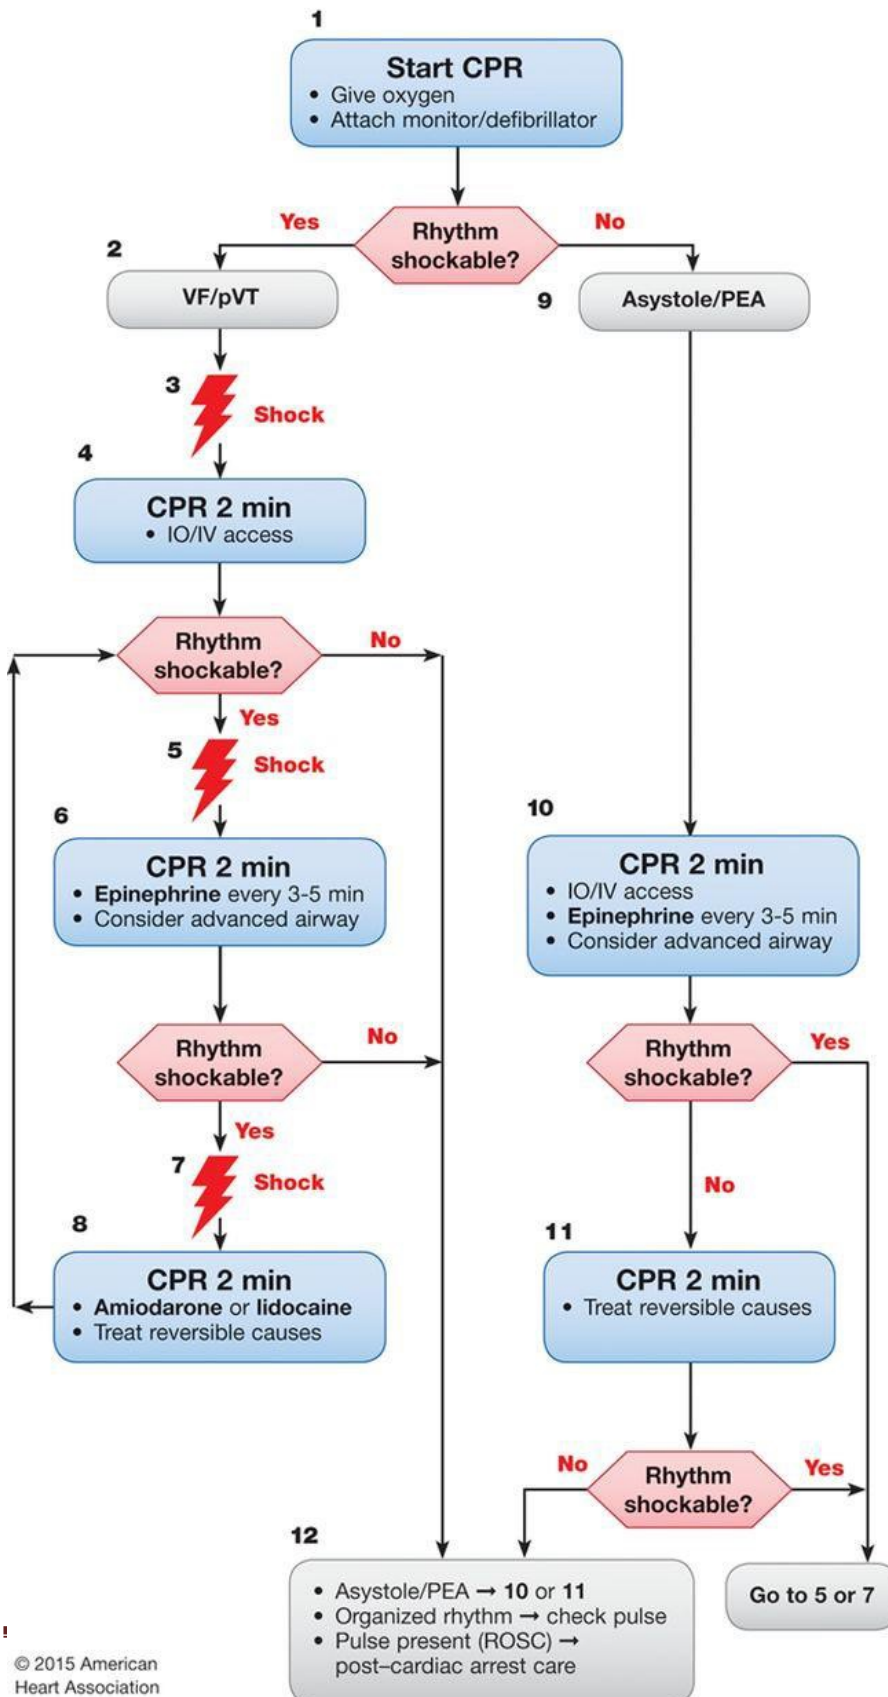 1
Start CPR
• Give oxygen
• Attach monitor/defibrillator
Yes
Rhythm
shockable?
No
2
VF/pVT
9
Asystole/PEA
3
Shock
4
CPR 2 min
• IO/IV access
Rhythm
shockable?
No
Yes
5
Shock
6
CPR 2 min
• Epinephrine every 3-5 min
• Consider advanced airway
10
CPR 2 min
• IO/IV access
• Epinephrine every 3-5 min
• Consider advanced airway
Rhythm
shockable?
No
Yes
Rhythm
shockable?
Yes
No
7
Shock
8
CPR 2 min
• Amiodarone or lidocaine
• Treat reversible causes
11
CPR 2 min
• Treat reversible causes
No
Rhythm
shockable?
Yes
12
• Asystole/PEA → 10 or 11
• Organized rhythm → check pulse
• Pulse present (ROSC) →
post–cardiac arrest care
Go to 5 or 7
!
© 2015 American
Heart Association